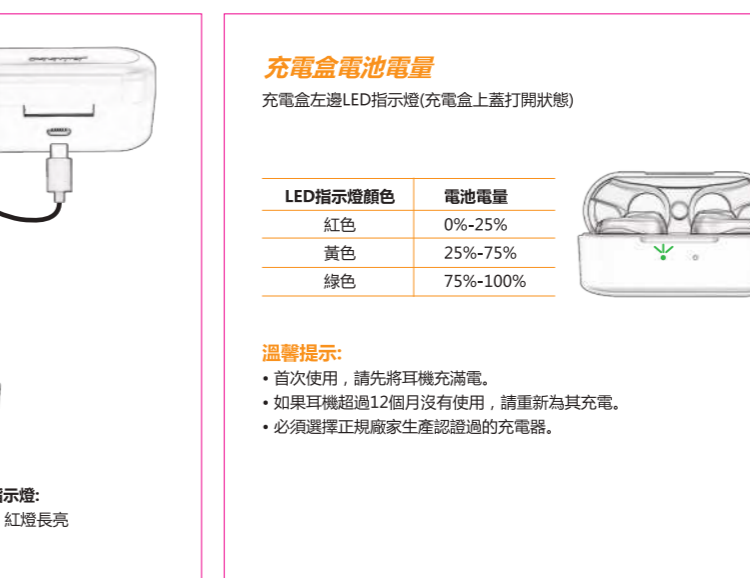 充電盒電池電量
充電盒左邊LED指示燈(充電盒上蓋打開狀態)
LED指示燈顏色 電池電量
紅色 0%-25%
黃色 25%-75%
綠色 75%-100%
溫馨提示:
• 首次使用，請先將耳機充滿電。
• 如果耳機超過12個月沒有使用，請重新為其充電。
• 必須選擇正規廠家生產認證過的充電器。
示燈:
紅燈長亮